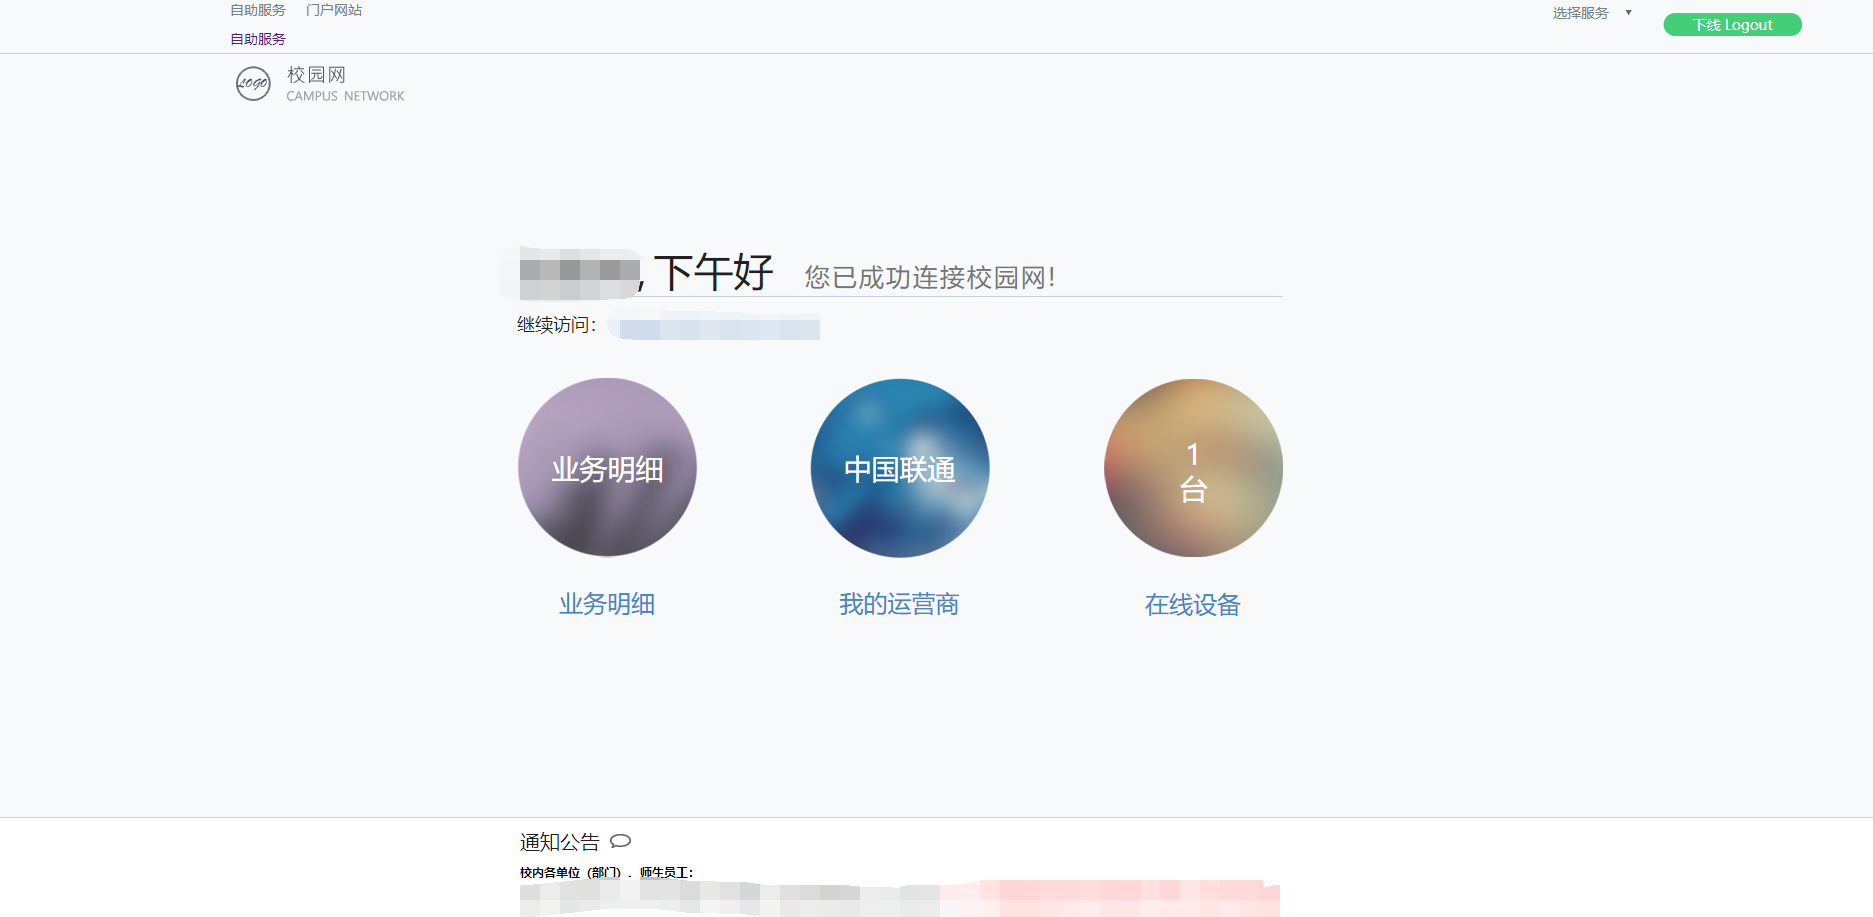 自助服务 门户网站
选择服务
下线 Logout
自助服务
LOGO
校园网
CAMPUS NETWORK
, 下午好 您已成功连接校园网!
继续访问:
业务明细
中国联通
1
台
业务明细
我的运营商
在线设备
通知公告
校内各单位（部门）、师生员工: